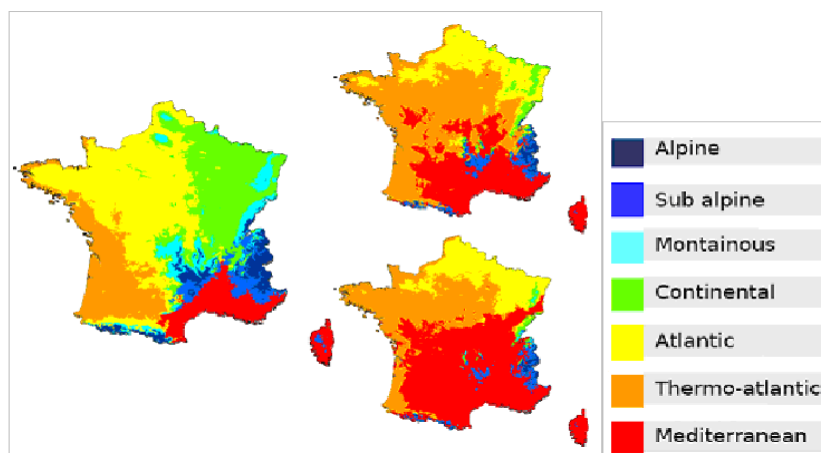 Alpine
Sub alpine
Montainous
Continental
Atlantic
Thermo-atlantic
Mediterranean